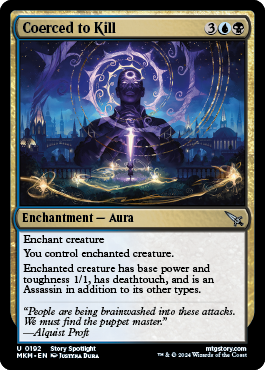 Coerced to Kill 3
Enchantment — Aura
Enchant creature
You control enchanted creature.
Enchanted creature has base power and
toughness 1/1, has deathtouch, and is an
Assassin in addition to its other types.
“People are being brainwashed into these attacks.
We must find the puppet master.”
—Alquist Proft
U 0192 Story Spotlight mtgstory.com
MKM • EN Justyna Dura ™ & © 2024 Wizards of the Coast